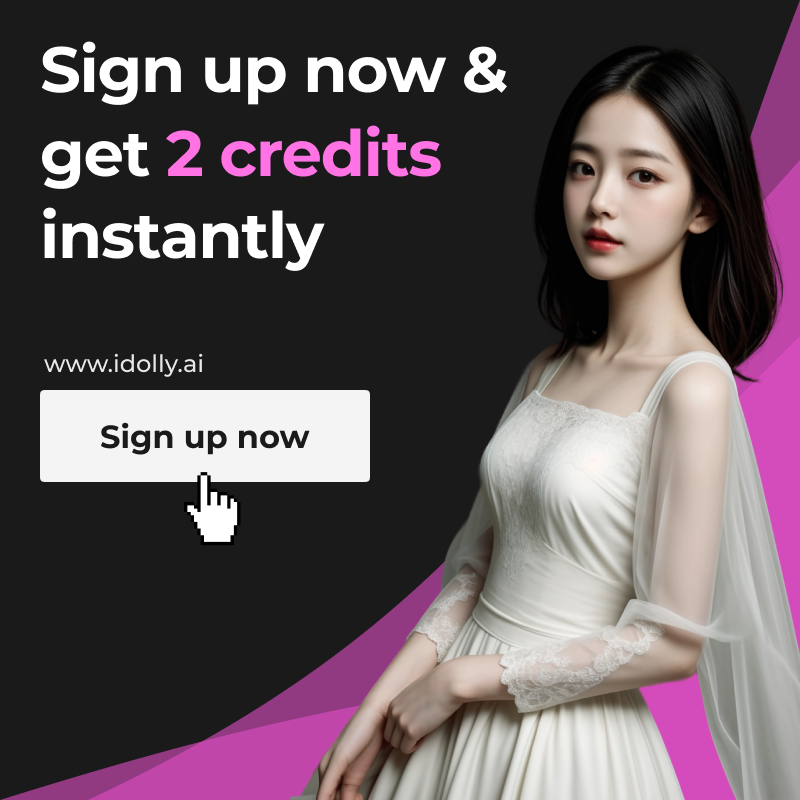 Sign up now &
get 2 credits
instantly
www.idolly.ai
Sign up now